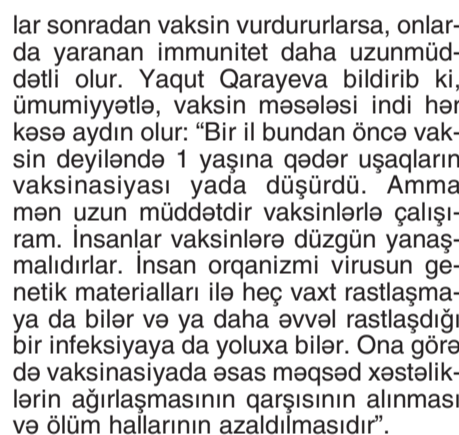 lar sonradan vaksin vurdururlarsa, onlar-
da yaranan immunitet daha uzunmüd-
dətli olur. Yaqut Qarayeva bildirib ki,
ümumiyyətlə, vaksin məsələsi indi hər
kəsə aydın olur: “Bir il bundan öncə vak-
sin deyiləndə 1 yaşına qədər uşaqların
vaksinasiyası yada düşürdü. Amma
mən uzun müddətdir vaksinlərlə çalışı-
ram. İnsanlar vaksinlərə düzgün yanaş-
malıdırlar. İnsan orqanizmi virusun ge-
netik materialları ilə heç vaxt rastlaşma-
ya da bilər və ya daha əvvəl rastlaşdığı
bir infeksiyaya da yoluxa bilər. Ona görə
də vaksinasiyada əsas məqsəd xəstəlik-
lərin ağırlaşmasının qarşısının alınması
və ölüm hallarının azaldılmasıdır”.